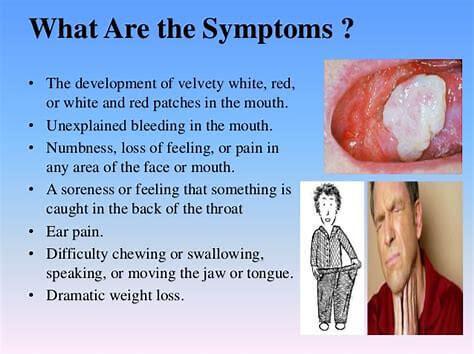 What Are the Symptoms ?
• The development of velvety white, red,
or white and red patches in the mouth.
• Unexplained bleeding in the mouth.
• Numbness, loss of feeling, or pain in
any area of the face or mouth.
• A soreness or feeling that something is
caught in the back of the throat
• Ear pain.
• Difficulty chewing or swallowing,
speaking, or moving the jaw or tongue.
• Dramatic weight loss.